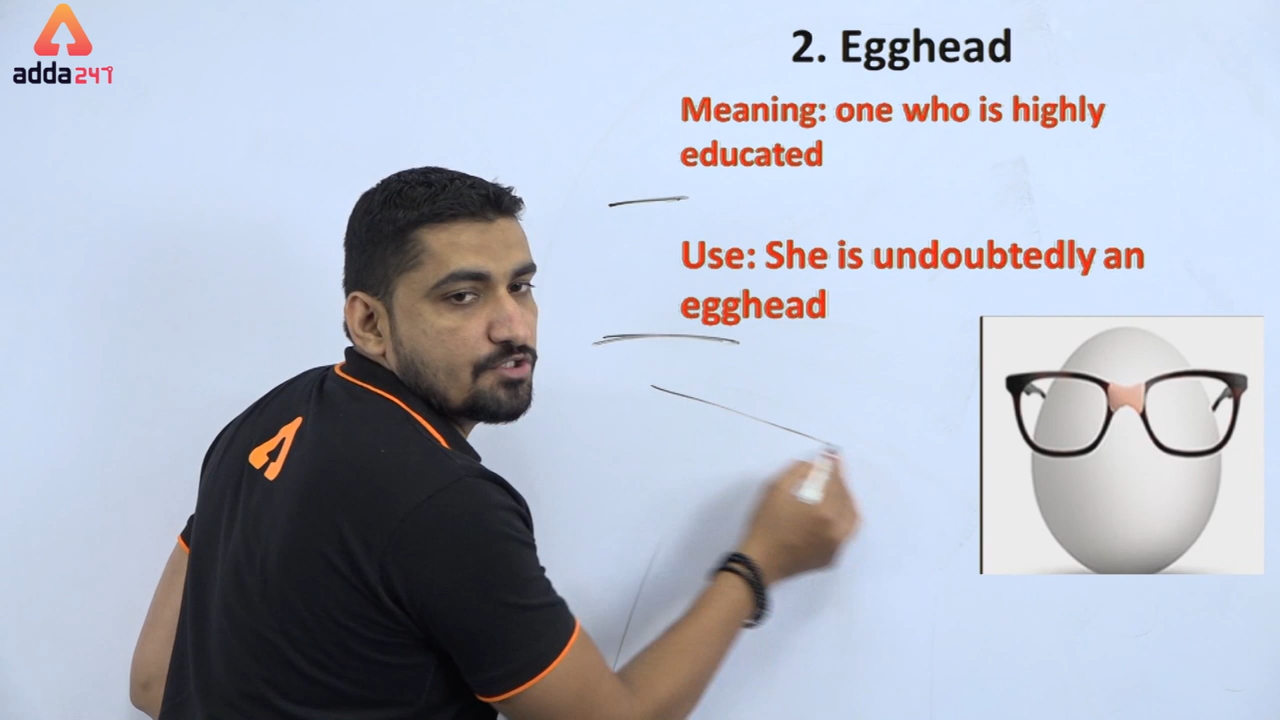 adda247
2. Egghead
Meaning: one who is highly
educated
Use: She is undoubtedly an
egghead